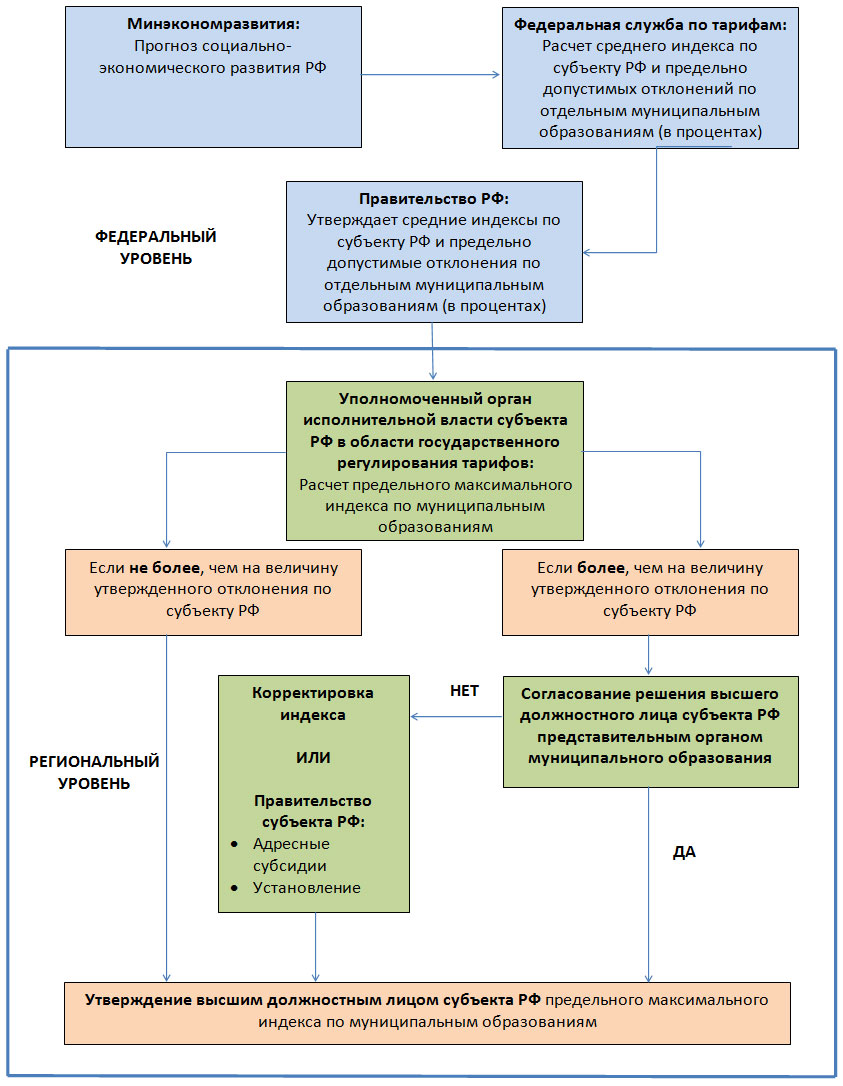 Минэкономразвития:
Прогноз социально-
экономического развития РФ
Федеральная служба по тарифам:
Расчет среднего индекса по
субъекту РФ и предельно
допустимых отклонений по
отдельным муниципальным
образованиям (в процентах)
ФЕДЕРАЛЬНЫЙ
УРОВЕНЬ
Правительство РФ:
Утверждает средние индексы по
субъекту РФ и предельно
допустимые отклонения по
отдельным муниципальным
образованиям (в процентах)
Уполномоченный орган
исполнительной власти субъекта
РФ в области государственного
регулирования тарифов:
Расчет предельного максимального
индекса по муниципальным
образованиям
Если не более, чем на величину
утвержденного отклонения по
субъекту РФ
Если более, чем на величину
утвержденного отклонения по
субъекту РФ
РЕГИОНАЛЬНЫЙ
УРОВЕНЬ
Корректировка
индекса
ИЛИ
Правительство
субъекта РФ:
• Адресные
субсидии
• Установление
НЕТ
Согласование решения высшего
должностного лица субъекта РФ
представительным органом
муниципального образования
ДА
Утверждение высшим должностным лицом субъекта РФ предельного максимального
индекса по муниципальным образованиям